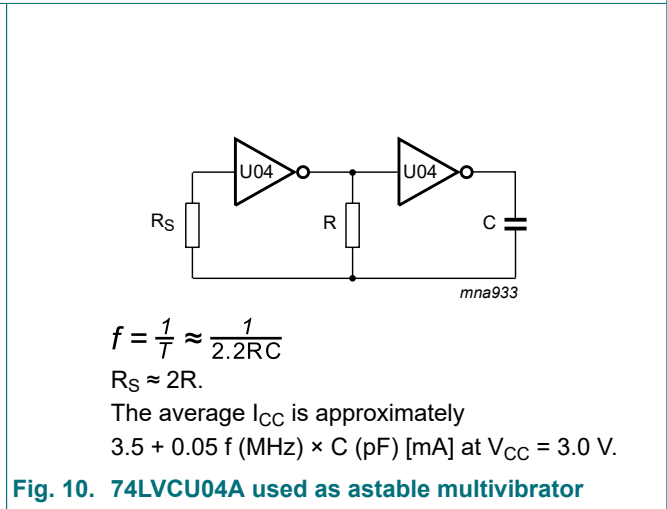 U04
U04
RS
R
C
mna933
f = 1/T ≈ 1/2.2RC
RS ≈ 2R.
The average ICC is approximately
3.5 + 0.05 f (MHz) × C (pF) [mA] at VCC = 3.0 V.
Fig. 10. 74LVCU04A used as astable multivibrator